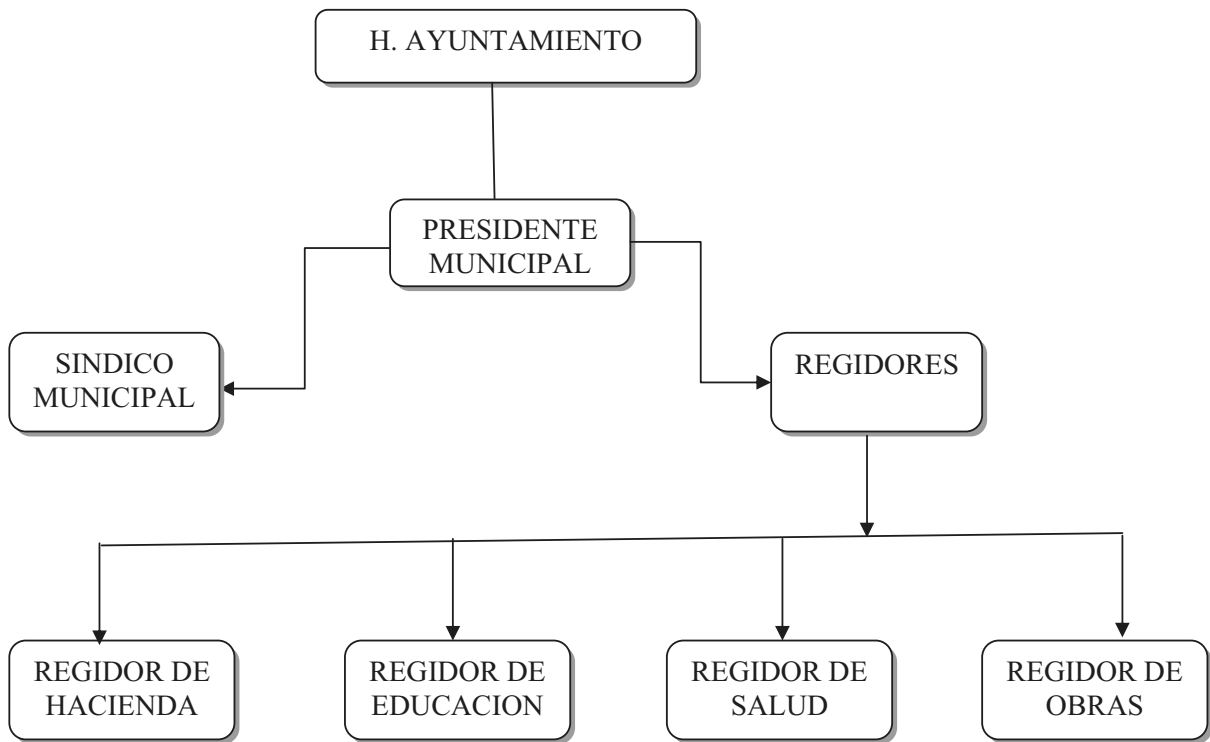 H. AYUNTAMIENTO
PRESIDENTE
MUNICIPAL
SINDICO
MUNICIPAL
REGIDORES
REGIDOR DE
HACIENDA
REGIDOR DE
EDUCACION
REGIDOR DE
SALUD
REGIDOR DE
OBRAS